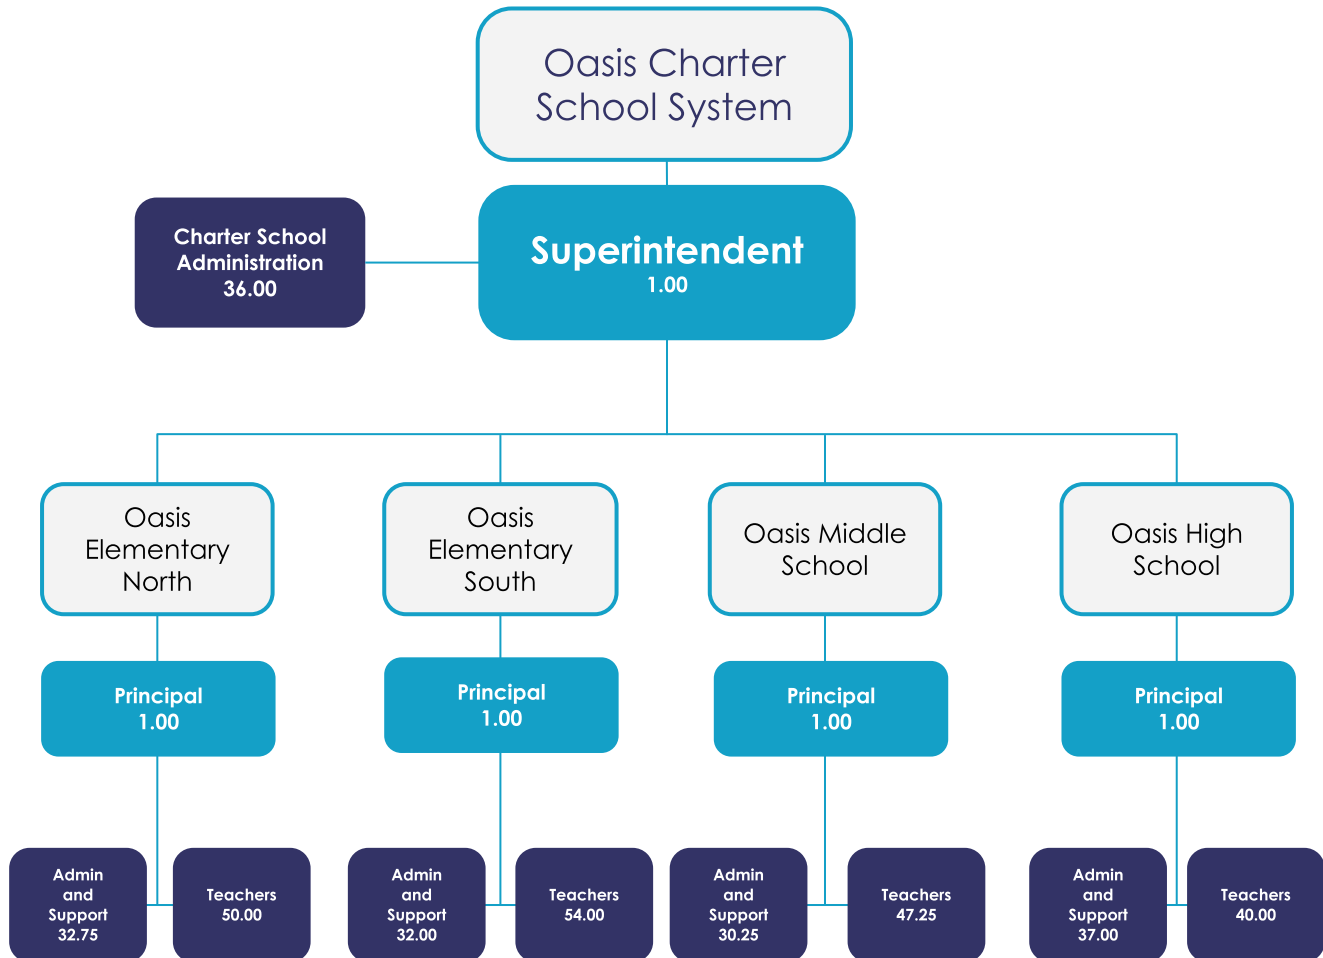 Oasis Charter
School System
Superintendent
1.00
Charter School
Administration
36.00
Oasis
Elementary
North
Oasis
Elementary
South
Oasis Middle
School
Oasis High
School
Principal
1.00
Principal
1.00
Principal
1.00
Principal
1.00
Admin
and
Support
32.75
Teachers
50.00
Admin
and
Support
32.00
Teachers
54.00
Admin
and
Support
30.25
Teachers
47.25
Admin
and
Support
37.00
Teachers
40.00